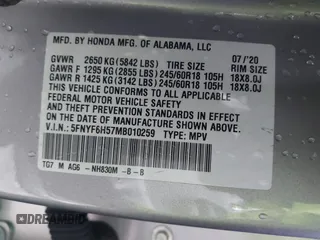 MFD. BY HONDA MFG. OF ALABAMA, LLC 07/'20
GVWR 2650 KG (5842 LBS) TIRE SIZE RIM SIZE
GAWR F 1295 KG (2855 LBS) 245/60R18 105H 18X8.0J
GAWR R 1425 KG (3142 LBS) 245/60R18 105H 18X8.0J
THIS VEHICLE CONFORMS TO ALL APPLICABLE
FEDERAL MOTOR VEHICLE SAFETY
AND THEFT PREVENTION STANDARDS IN EFFECT
ON THE DATE OF MANUFACTURE SHOWN ABOVE.
V.I.N.: 5FNYF6H57MB010259 TYPE: MPV
TG7 M AG6 -NH830M -B -B
DREAMBID